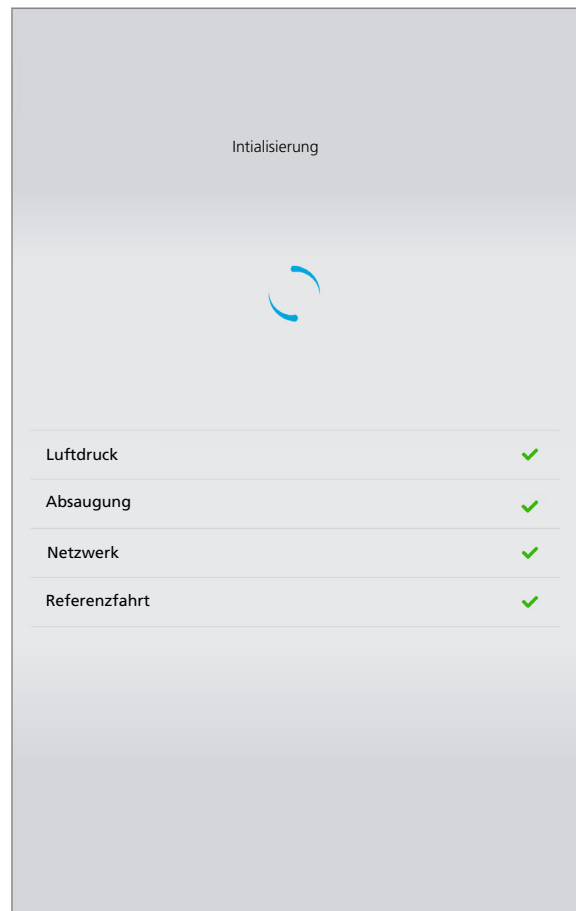 Intialisierung
Luftdruck
Absaugung
Netzwerk
Referenzfahrt